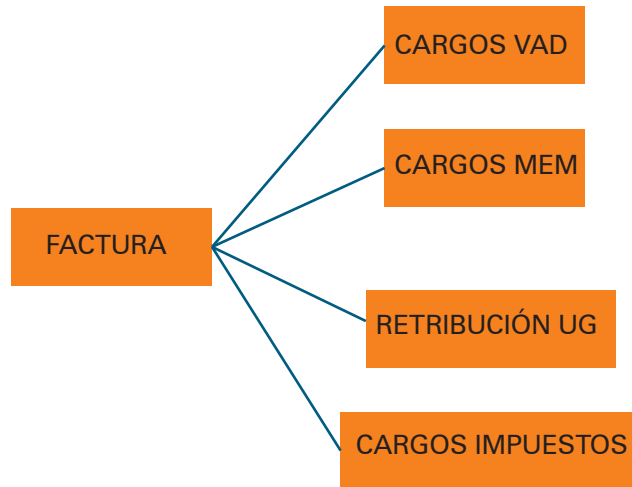 CARGOS VAD
CARGOS MEM
FACTURA
RETRIBUCIÓN UG
CARGOS IMPUESTOS